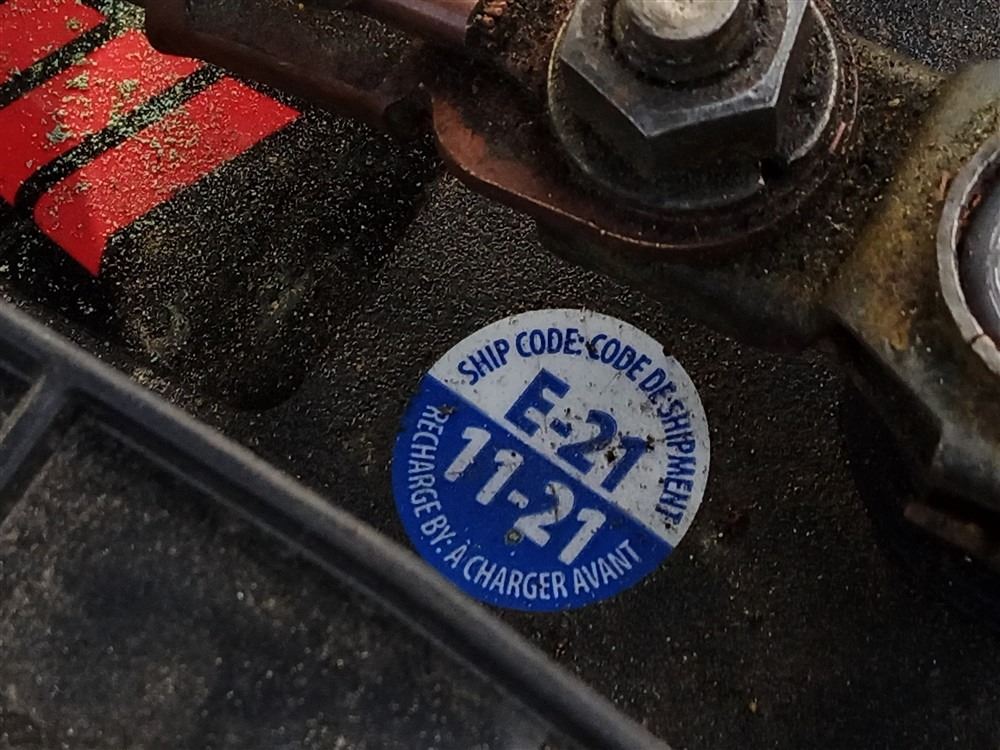 SHIP CODE: CODE DE SHIPMENT
E-21
11-21
RECHARGE BY: À CHARGER AVANT